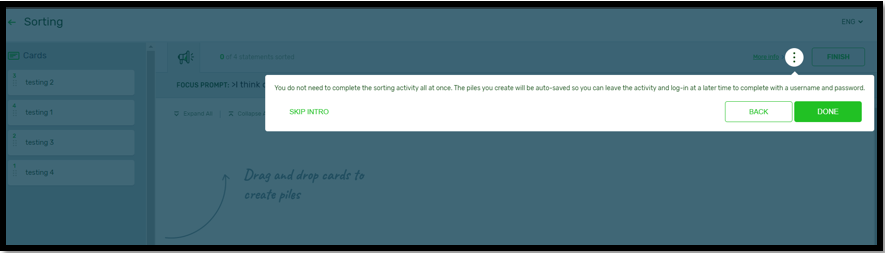 Sorting
ENG
Cards
0 of 4 statements added
More info
FINISH
FOCUS PROMPT: >I think
You do not need to complete the sorting activity all at once. The piles you create will be auto-saved so you can leave the activity and log-in at a later time to complete with a username and password.
SKIP INTRO
BACK
DONE
3
testing 2
4
testing 1
2
testing 3
1
testing 4
Expand All
Collapse
Drag and drop cards to
create piles